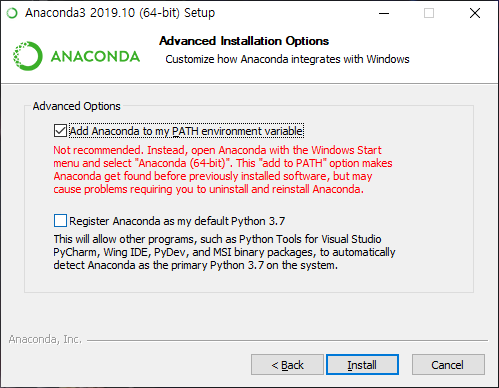 Anaconda3 2019.10 (64-bit) Setup
Advanced Installation Options
Customize how Anaconda integrates with Windows
ANACONDA
Advanced Options
Add Anaconda to my PATH environment variable
Not recommended. Instead, open Anaconda with the Windows Start
menu and select "Anaconda (64-bit)". This "add to PATH" option makes
Anaconda get found before previously installed software, but may
cause problems requiring you to uninstall and reinstall Anaconda.
Register Anaconda as my default Python 3.7
This will allow other programs, such as Python Tools for Visual Studio
PyCharm, Wing IDE, PyDev, and MSI binary packages, to automatically
detect Anaconda as the primary Python 3.7 on the system.
Anaconda, Inc.
< Back
Install
Cancel